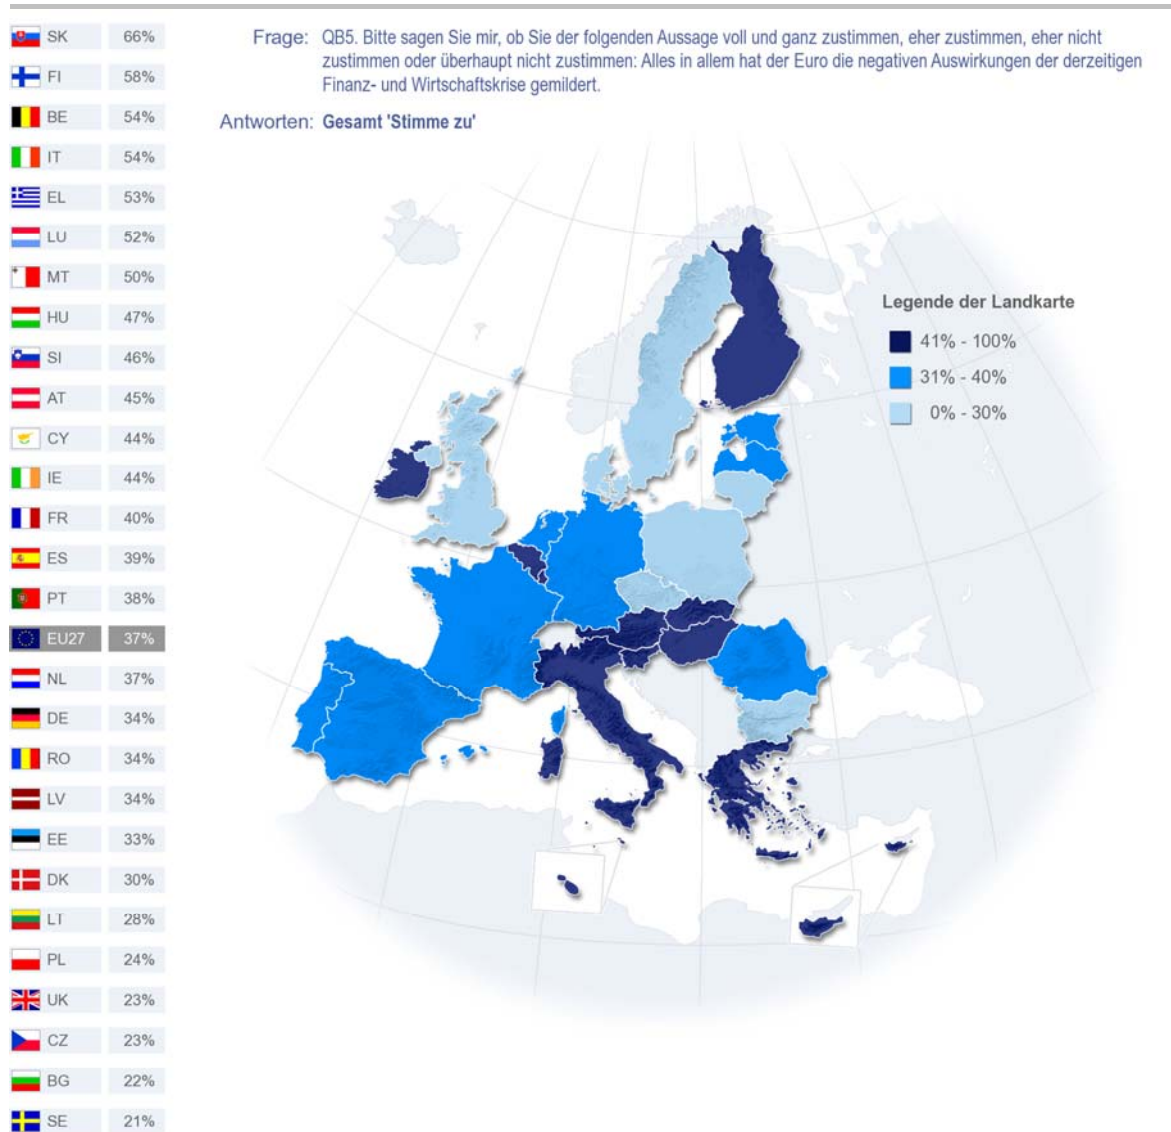 Frage: QB5. Bitte sagen Sie mir, ob Sie der folgenden Aussage voll und ganz zustimmen, eher zustimmen, eher nicht
zustimmen oder überhaupt nicht zustimmen: Alles in allem hat der Euro die negativen Auswirkungen der derzeitigen
Finanz- und Wirtschaftskrise gemildert.
Antworten: Gesamt 'Stimme zu'
SK 66%
FI 58%
BE 54%
IT 54%
EL 53%
LU 52%
MT 50%
HU 47%
SI 46%
AT 45%
CY 44%
IE 44%
FR 40%
ES 39%
PT 38%
EU27 37%
NL 37%
DE 34%
RO 34%
LV 34%
EE 33%
DK 30%
LT 28%
PL 24%
UK 23%
CZ 23%
BG 22%
SE 21%
Legende der Landkarte
41% - 100%
31% - 40%
0% - 30%